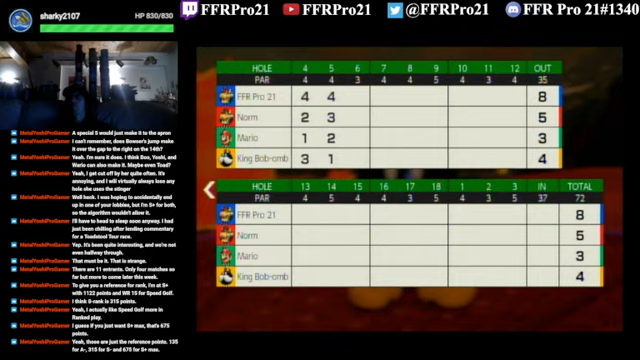 sharky2107 HP 830/830
FFRPro21 FFRPro21 @FFRPro21 FFR Pro 21#1340
HOLE 4 5 6 7 8 9 10 11 12 OUT
PAR 4 4 3 4 4 5 4 3 4 35
FFR Pro 21 4 4 8
Norm 2 3 5
Mario 1 2 3
King Bob-omb 3 1 4
HOLE 13 14 15 16 17 18 1 2 3 IN
PAR 4 5 4 4 3 5 4 3 5 37
TOTAL
72
FFR Pro 21 8
Norm 5
Mario 3
King Bob-omb 4
MetalYoshiProGamer A special S would just make it to the apron
MetalYoshiProGamer I can't remember, does Bowser's jump make
it over the gap to the right on the 14th?
MetalYoshiProGamer Yeah. I'm sure it does. I think Boo, Yoshi, and
Wario can also make it. Maybe even Toad?
MetalYoshiProGamer Yeah, I get cut off by her quite often. It's
annoying, and I will virtually always lose any
hole she uses the stinger
MetalYoshiProGamer Well heck. I was hoping to accidentally end
up in one of your lobbies, but I'm S+ for both,
so the algorithm wouldn't allow it.
MetalYoshiProGamer I'll have to head to sleep soon anyway. I had
just been chilling after lending commentary
for a Toadstool Tour race.
MetalYoshiProGamer Yep. It's been quite interesting, and we're not
even halfway through.
MetalYoshiProGamer That must be it. That is strange.
MetalYoshiProGamer There are 11 entrants. Only four matches so
far but more to come later this week.
MetalYoshiProGamer To give you a reference for rank, I'm at S+
with 1122 points and WR 15 for Speed Golf.
MetalYoshiProGamer I think S-rank is 315 points.
MetalYoshiProGamer Yeah, I actually like Speed Golf more in
Ranked play.
MetalYoshiProGamer I guess if you just want S+ max, that's 675
points.
MetalYoshiProGamer Yeah, these are just the reference points. 135
for A-, 315 for S- and 675 for S+ max.